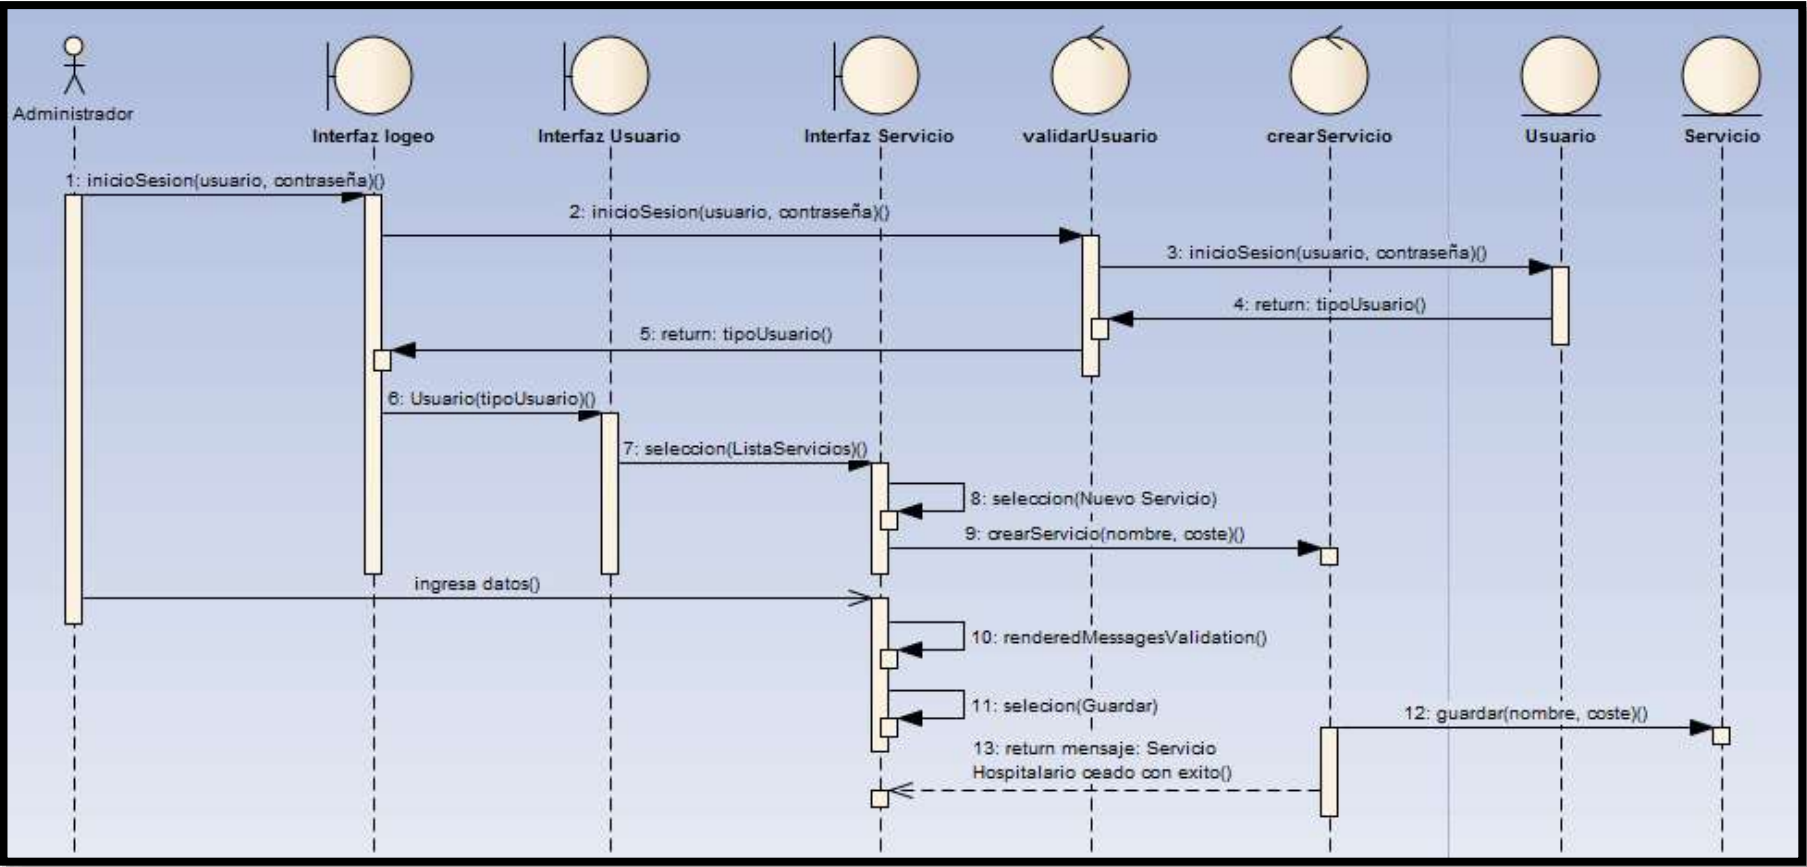 Administrador
Interfaz logeo
Interfaz Usuario
Interfaz Servicio
validarUsuario
crearServicio
Usuario
Servicio
1: inicioSesion(usuario, contraseña)()
2: inicioSesion(usuario, contraseña)()
3: inicioSesion(usuario, contraseña)()
4: return: tipoUsuario()
5: return: tipoUsuario()
6: Usuario(tipoUsuario)()
7: seleccion(ListaServicios)()
8: seleccion(Nuevo Servicio)
9: crearServicio(nombre, coste)()
ingresa datos()
10: renderedMessagesValidation()
11: selecion(Guardar)
12: guardar(nombre, coste)()
13: return mensaje: Servicio
Hospitalario ceado con exito()